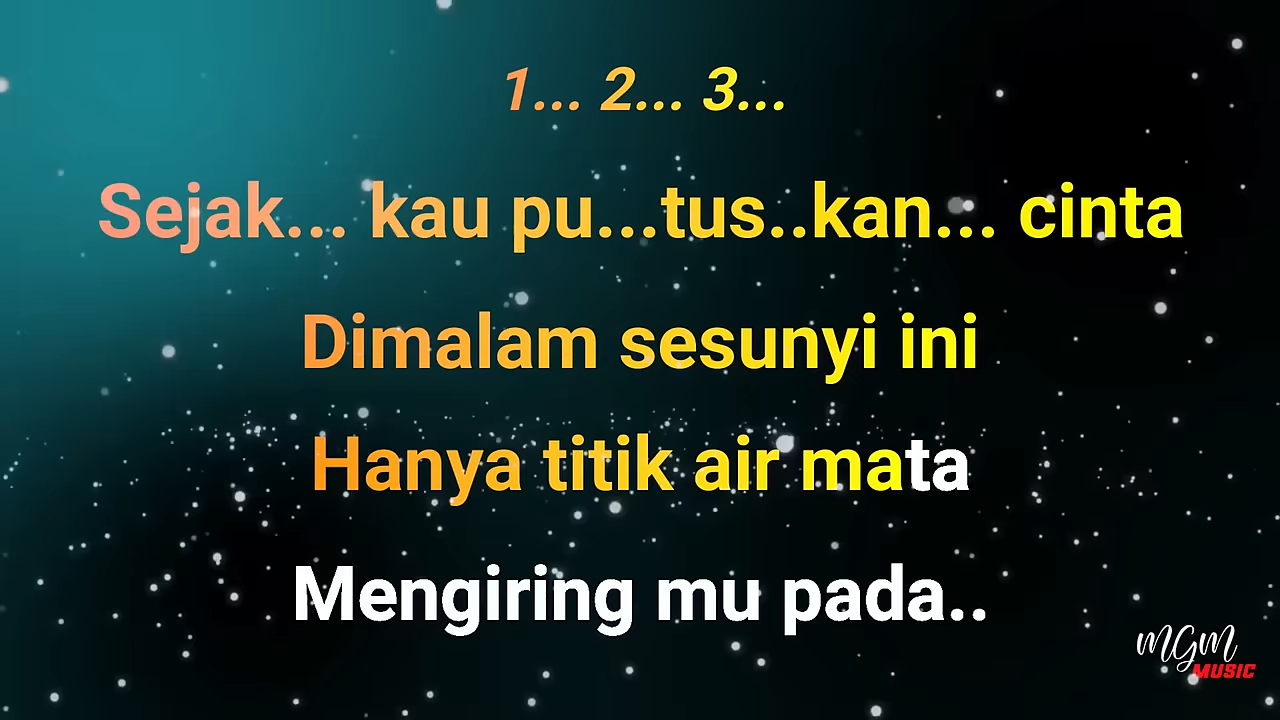 1... 2... 3...
Sejak... kau pu...tus..kan... cinta
Dimalam sesunyi ini
Hanya titik air mata
Mengiring mu pada..
mGm
MUSIC